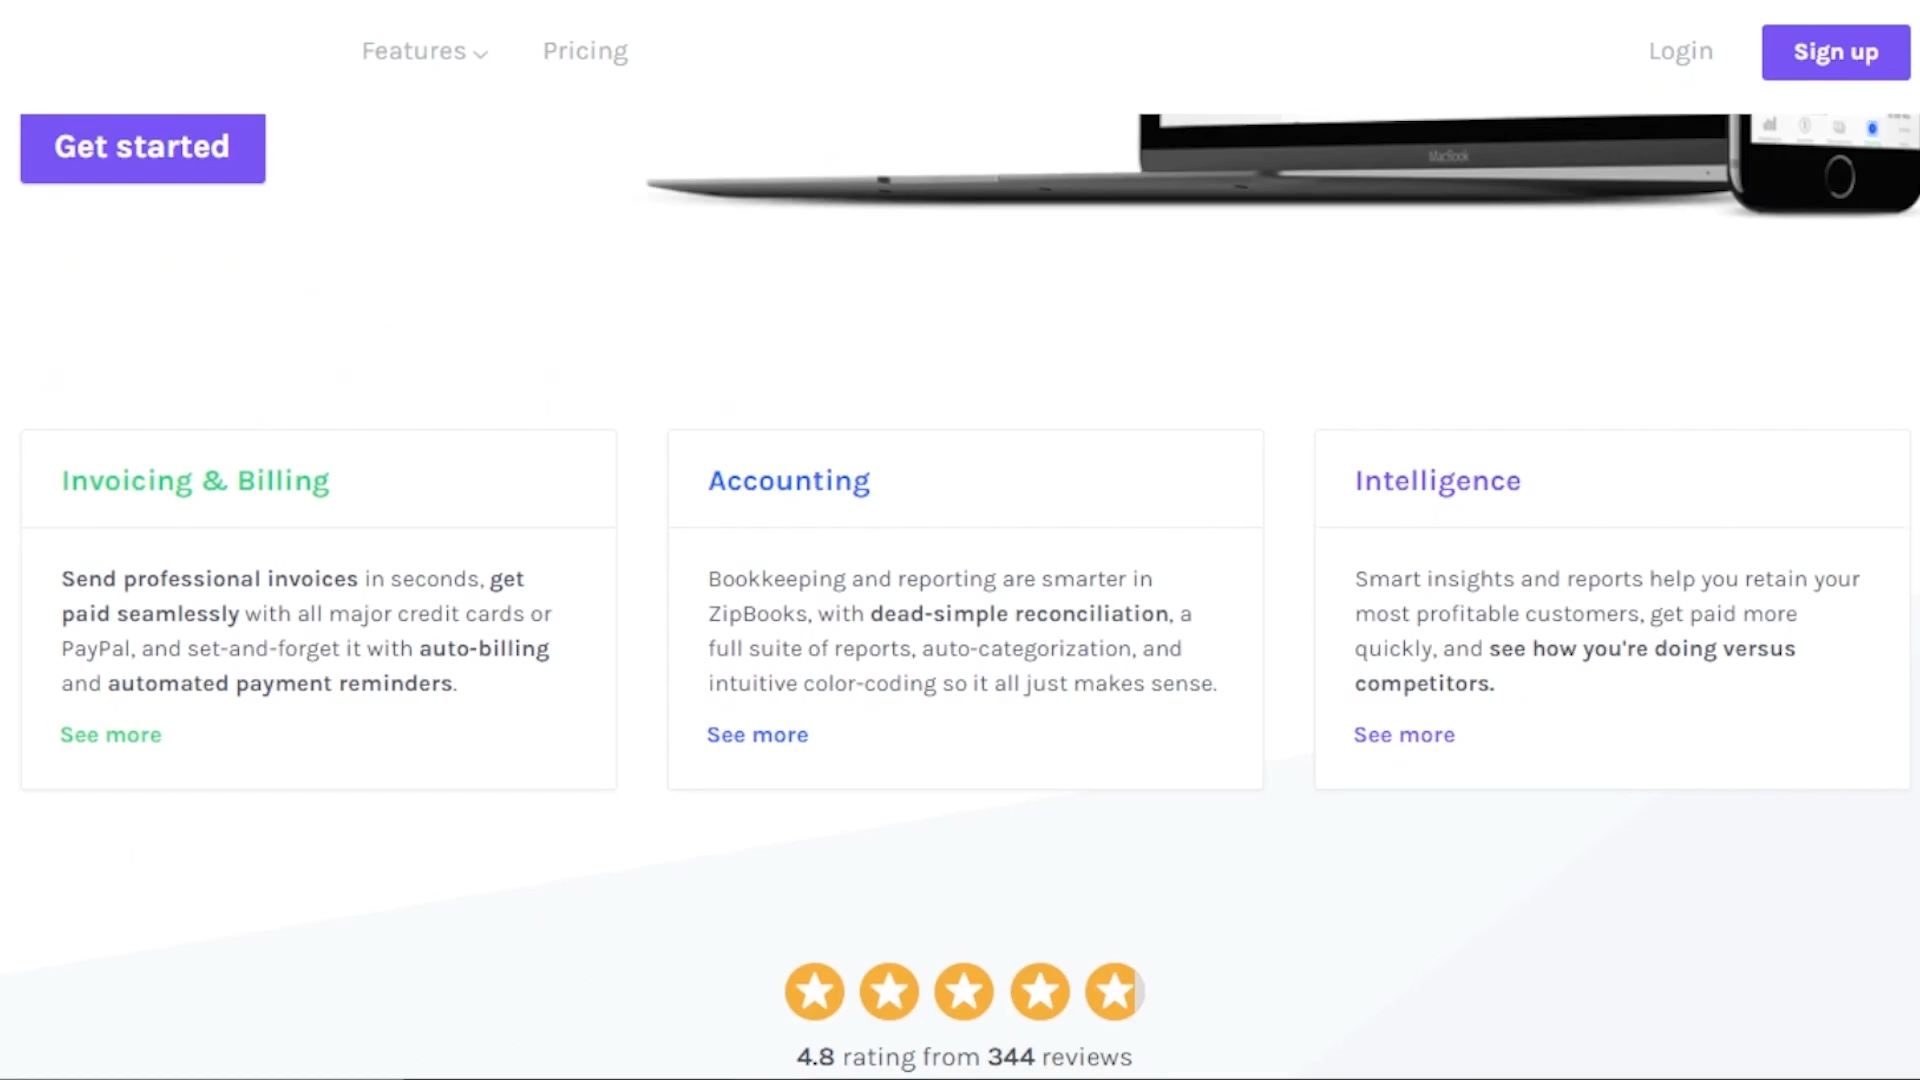 Features
Pricing
Login
Sign up
Get started
MacBook
Invoicing & Billing
Send professional invoices in seconds, get
paid seamlessly with all major credit cards or
PayPal, and set-and-forget it with auto-billing
and automated payment reminders.
See more
Accounting
Bookkeeping and reporting are smarter in
ZipBooks, with dead-simple reconciliation, a
full suite of reports, auto-categorization, and
intuitive color-coding so it all just makes sense.
See more
Intelligence
Smart insights and reports help you retain your
most profitable customers, get paid more
quickly, and see how you're doing versus
competitors.
See more
4.8 rating from 344 reviews